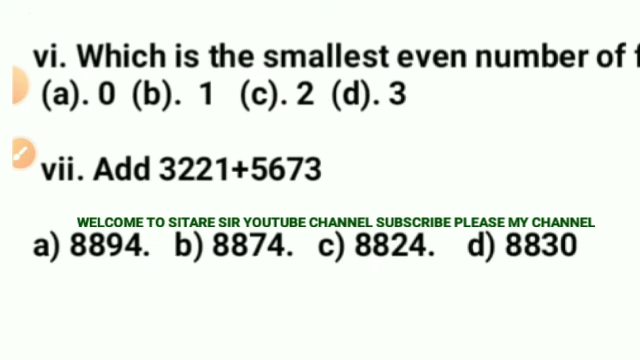 vi. Which is the smallest even number of
(a). 0 (b). 1 (c). 2 (d). 3
vii. Add 3221+5673
WELCOME TO SITARE SIR YOUTUBE CHANNEL SUBSCRIBE PLEASE MY CHANNEL
a) 8894. b) 8874. c) 8824. d) 8830